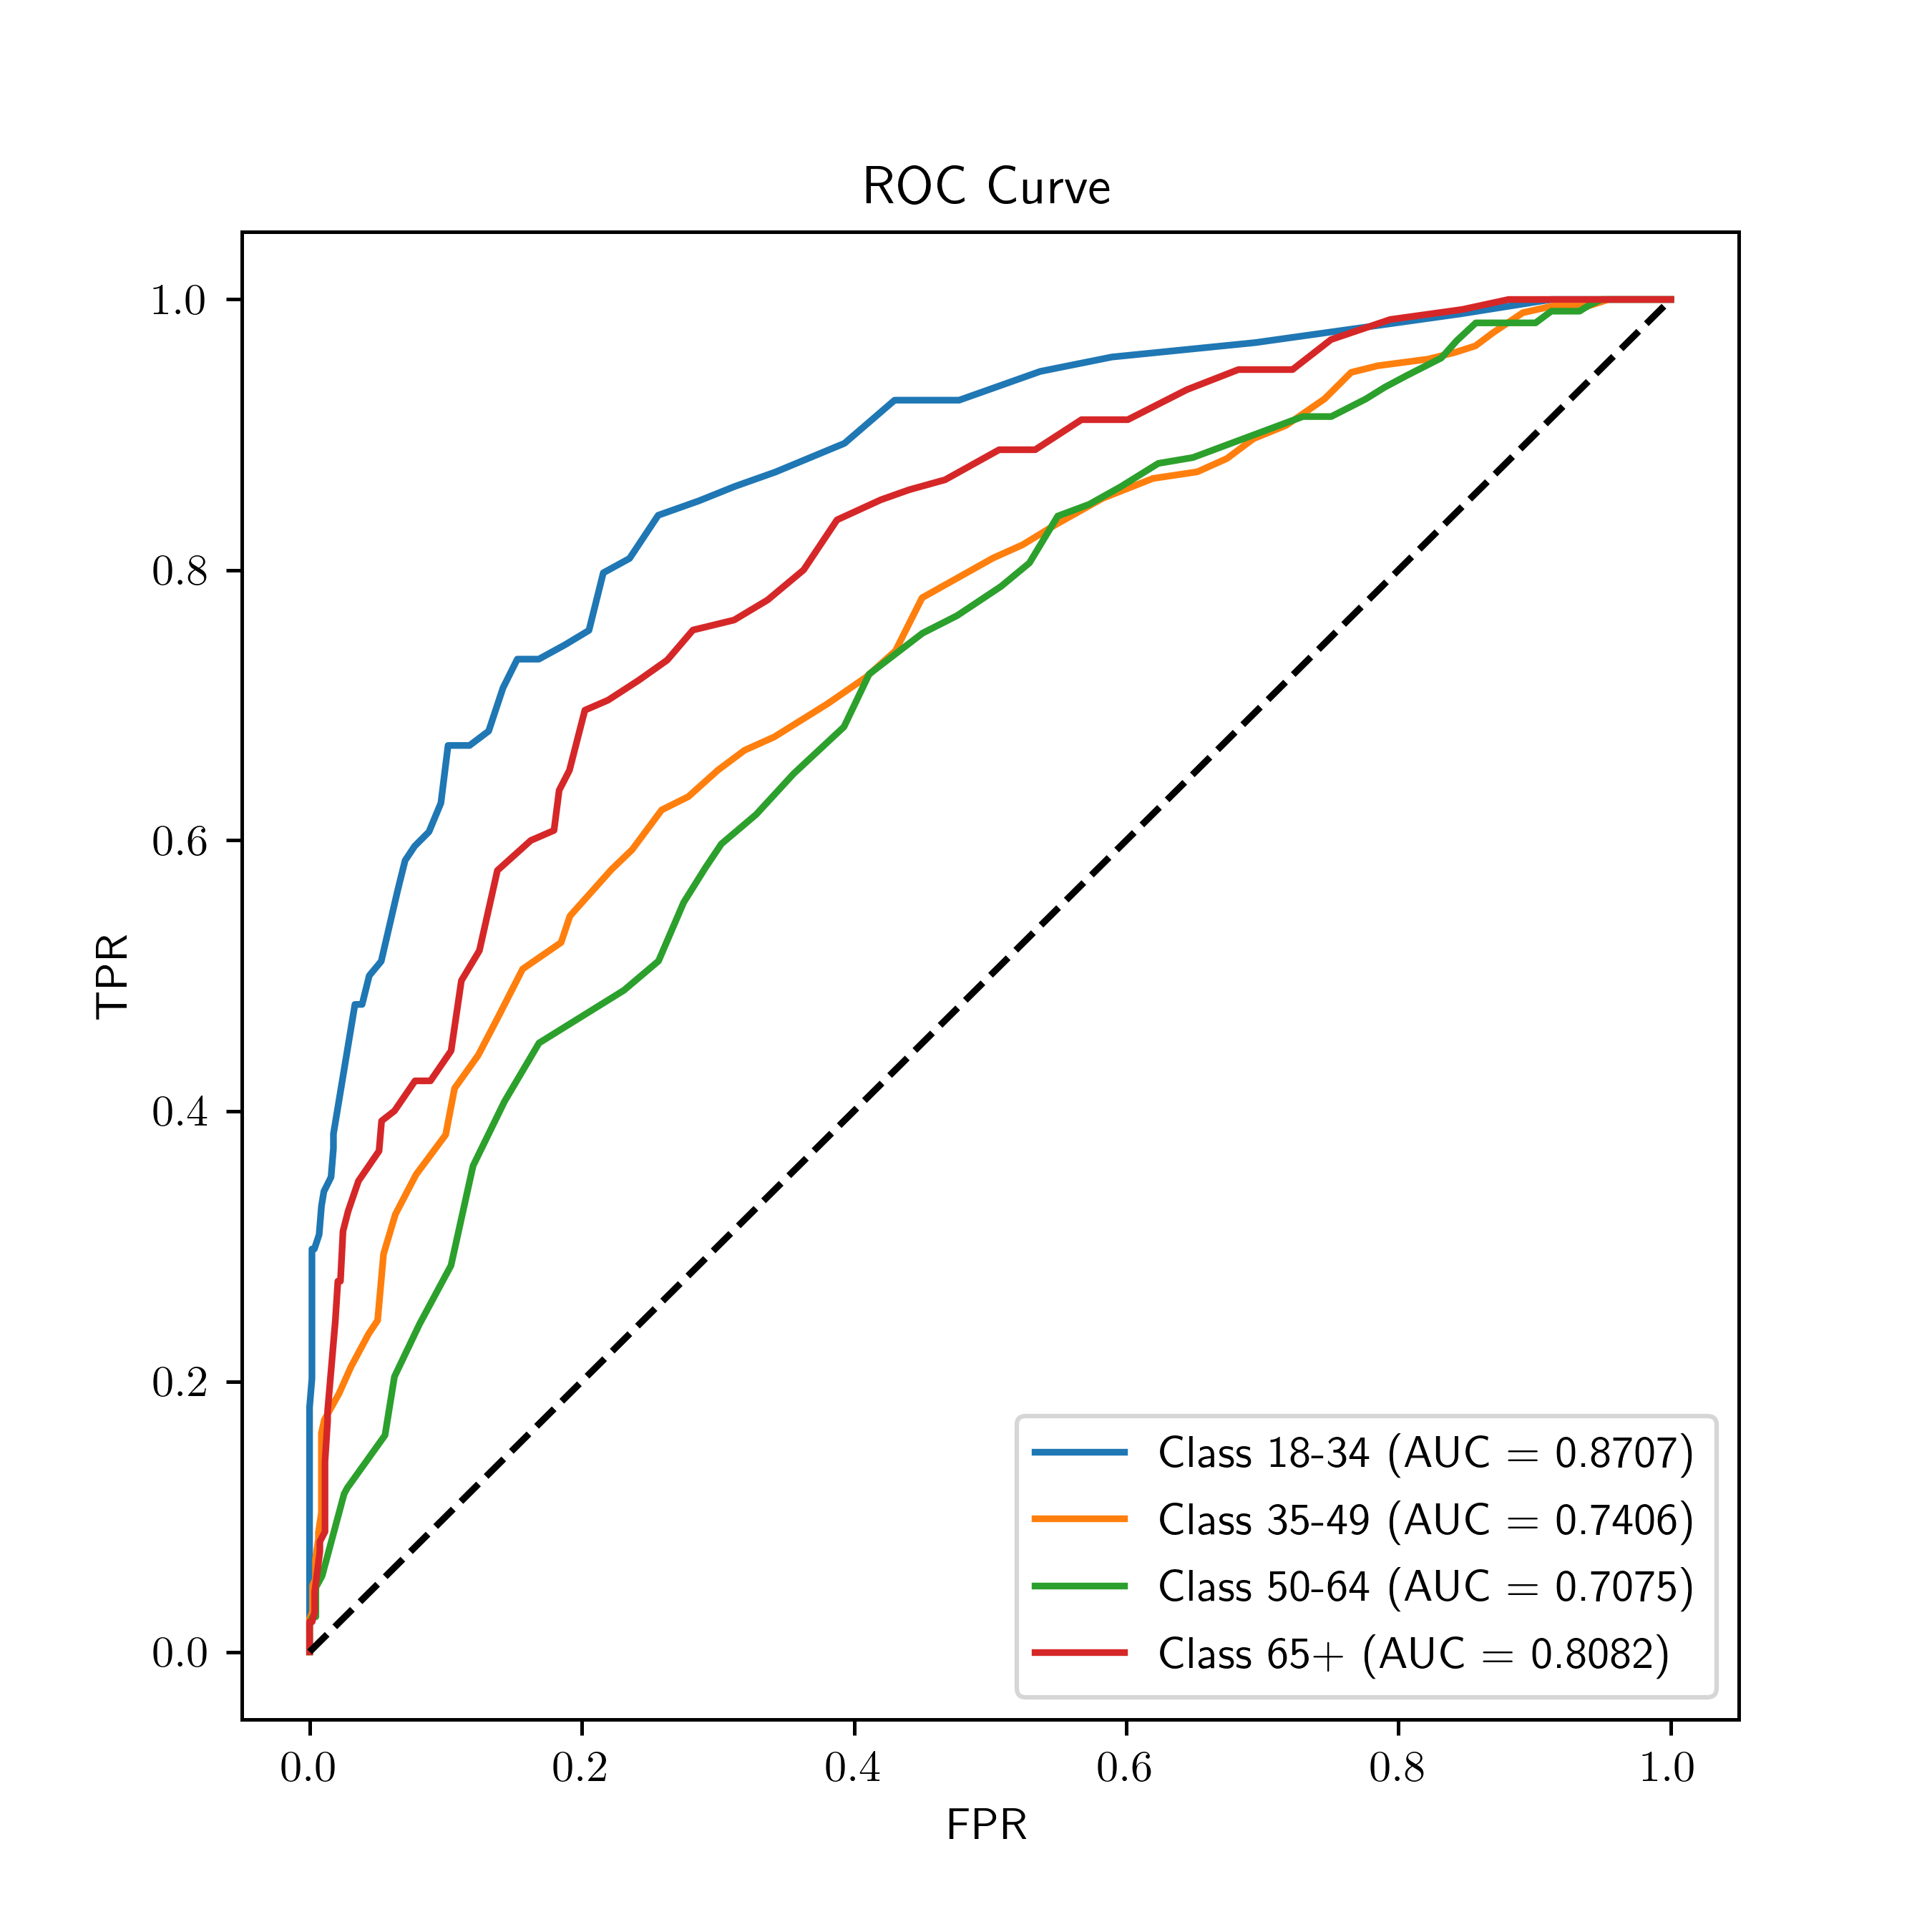 ROC Curve
1.0
0.8
0.6
0.4
0.2
0.0
TPR
Class 18-34 (AUC = 0.8707)
Class 35-49 (AUC = 0.7406)
Class 50-64 (AUC = 0.7075)
Class 65+ (AUC = 0.8082)
0.0 0.2 0.4 0.6 0.8 1.0
FPR